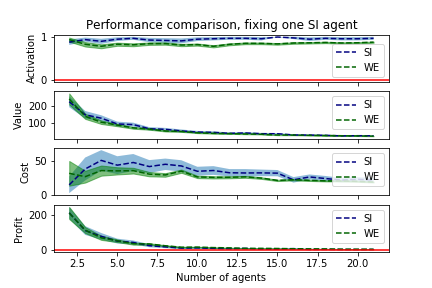 Performance comparison, fixing one SI agent
Activation
1
0
SI
WE
Value
200
100
SI
WE
Cost
50
0
SI
WE
Profit
200
0
SI
WE
2.5 5.0 7.5 10.0 12.5 15.0 17.5 20.0
Number of agents